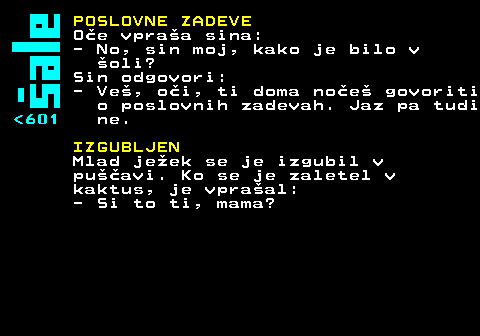 šale
<601
POSLOVNE ZADEVE
Oče vpraša sina:
- No, sin moj, kako je bilo v
šoli?
Sin odgovori:
- Veš, oči, ti doma nočeš govoriti
o poslovnih zadevah. Jaz pa tudi
ne.
IZGUBLJEN
Mlad ježek se je izgubil v
puščavi. Ko se je zaletel v
kaktus, je vprašal:
- Si to ti, mama?